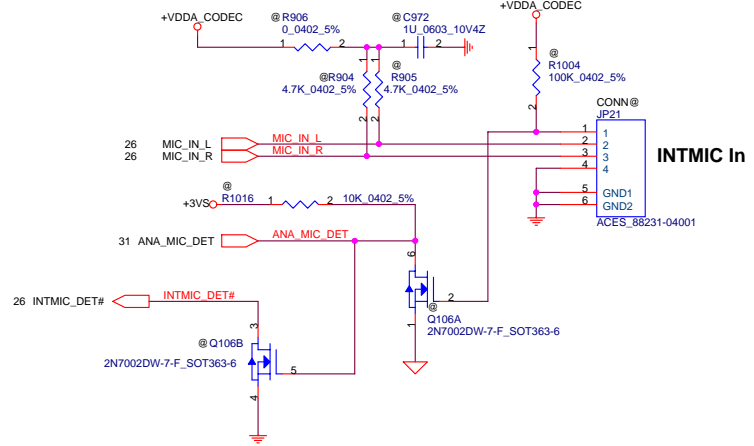 +VDDA_CODEC
@ R906
0_0402_5%
1 2
@ C972
1U_0603_10V4Z
1 2
+VDDA_CODEC
@
R1004
100K_0402_5%
1
2
@R904
4.7K_0402_5%
1
2
@
R905
4.7K_0402_5%
1
2
CONN@
JP21
1 1
2 2
3 3
4 4
5 GND1
6 GND2
ACES_88231-04001
INTMIC In
26 MIC_IN_L MIC_IN_L
26 MIC_IN_R MIC_IN_R
+3VS
@
R1016
1 2
10K_0402_5%
31 ANA_MIC_DET ANA_MIC_DET
6
2
1
@
Q106A
2N7002DW-7-F_SOT363-6
26 INTMIC_DET# INTMIC_DET#
3
@Q106B
2N7002DW-7-F_SOT363-6
5
4